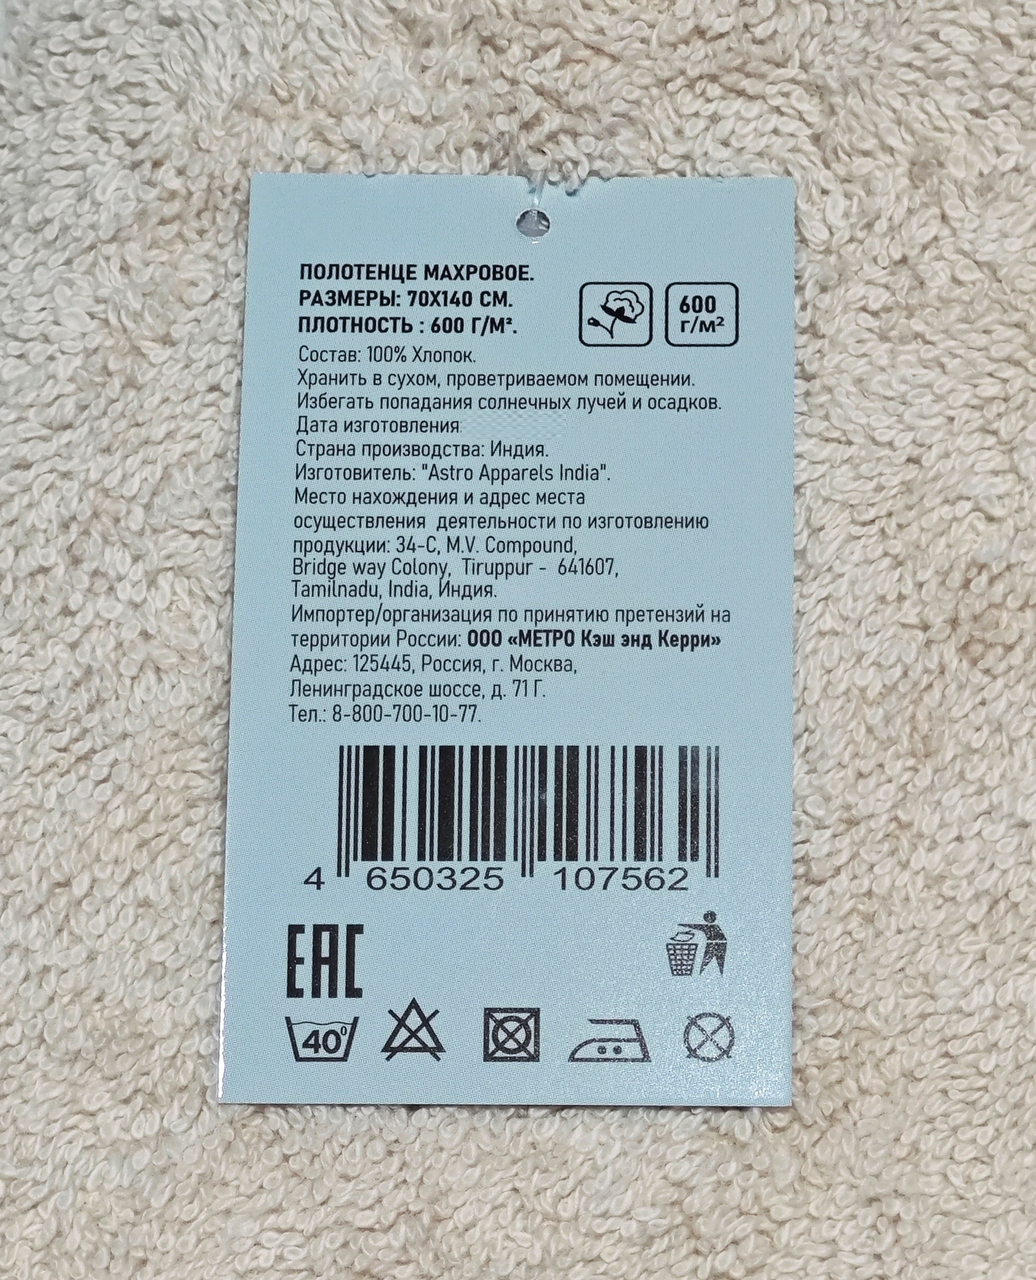 ПОЛОТЕНЦЕ МАХРОВОЕ.
РАЗМЕРЫ: 70Х140 СМ.
ПЛОТНОСТЬ : 600 Г/М².
600
г/м²
Состав: 100% Хлопок.
Хранить в сухом, проветриваемом помещении.
Избегать попадания солнечных лучей и осадков.
Дата изготовления
Страна производства: Индия.
Изготовитель: "Astro Apparels India".
Место нахождения и адрес места
осуществления деятельности по изготовлению
продукции: 34-C, M.V. Compound,
Bridge way Colony, Tiruppur - 641607,
Tamilnadu, India, Индия.
Импортер/организация по принятию претензий на
территории России: ООО «МЕТРО Кэш энд Керри»
Адрес: 125445, Россия, г. Москва,
Ленинградское шоссе, д. 71 Г.
Тел.: 8-800-700-10-77.
4 650325 107562
EAC
40⁰